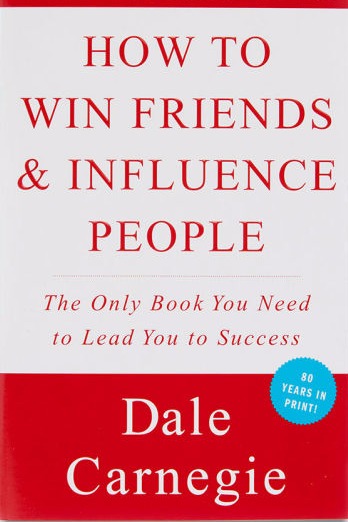 HOW TO
WIN FRIENDS
& INFLUENCE
PEOPLE
The Only Book You Need
to Lead You to Success
80
YEARS IN
PRINT!
Dale
Carnegie